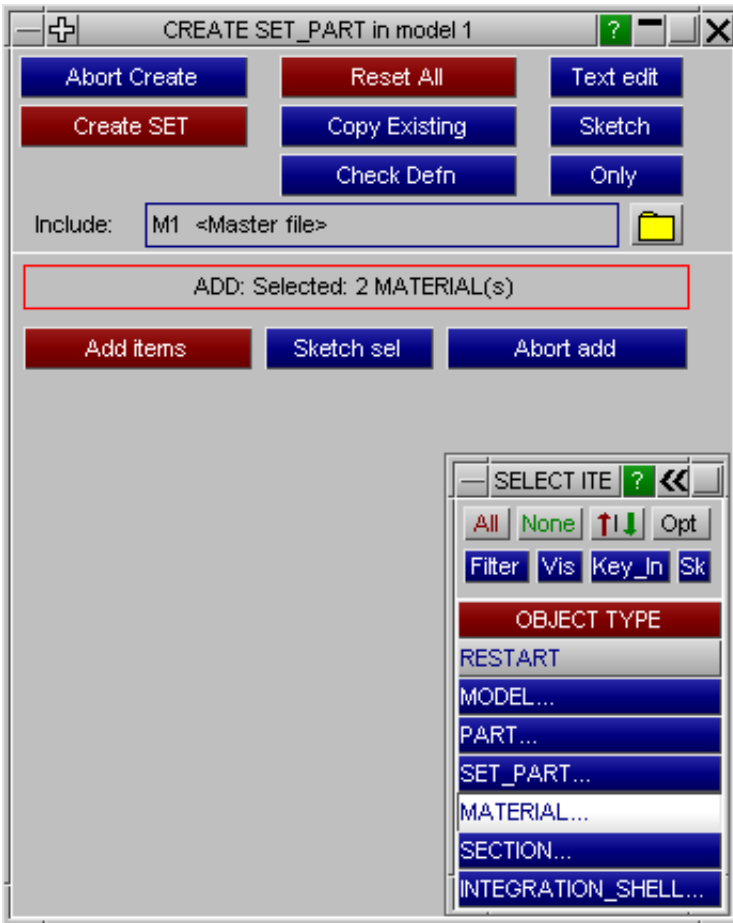 CREATE SET_PART in model 1 ?
Abort Create Reset All Text edit
Create SET Copy Existing Sketch
Check Defn Only
Include: M1 <Master file>
ADD: Selected: 2 MATERIAL(s)
Add items Sketch sel Abort add
SELECT ITE ?
All None Opt
Filter Vis Key_In Sk
OBJECT TYPE
RESTART
MODEL...
PART...
SET_PART...
MATERIAL...
SECTION...
INTEGRATION_SHELL...